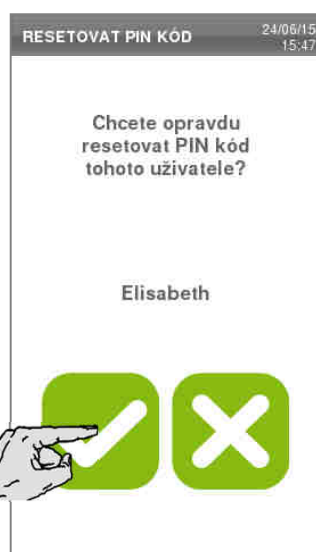 RESETOVAT PIN KÓD
24/06/15
15:47
Chcete opravdu
resetovat PIN kód
tohoto uživatele?
Elisabeth